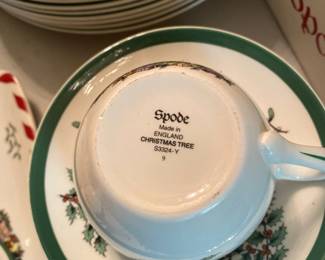 Spode
Made in
ENGLAND
CHRISTMAS TREE
S3324-Y
9